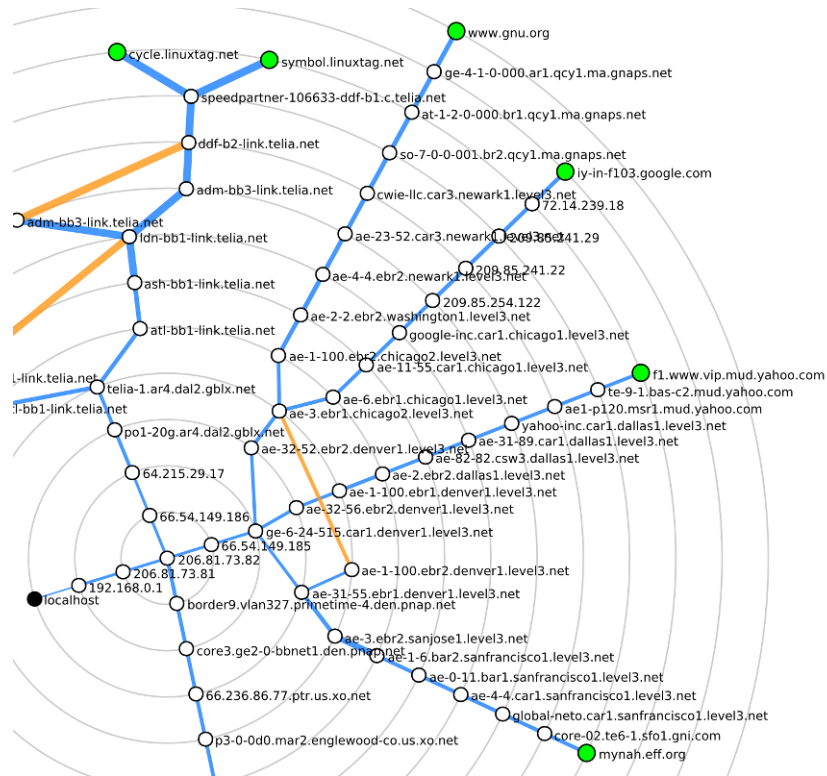 www.gnu.org
cycle.linuxtag.net
symbol.linuxtag.net
ge-4-1-0-000.ar1.qcy1.ma.gnaps.net
speedpartner-106633-ddf-b1.c.telia.net
at-1-2-0-000.br1.qcy1.ma.gnaps.net
ddf-b2-link.telia.net
so-7-0-0-001.br2.qcy1.ma.gnaps.net
iy-in-f103.google.com
adm-bb3-link.telia.net
cwie-llc.car3.newark1.level3.net
72.14.239.18
adm-bb3-link.telia.net
ldn-bb1-link.telia.net
ae-23-52.car3.newark1.level3.net
209.85.241.29
209.85.241.22
ae-4-4.ebr2.newark1.level3.net
ash-bb1-link.telia.net
209.85.254.122
ae-2-2.ebr2.washington1.level3.net
atl-bb1-link.telia.net
google-inc.car1.chicago1.level3.net
ae-1-100.ebr2.chicago2.level3.net
ae-11-55.car1.chicago1.level3.net
f1.www.vip.mud.yahoo.com
1-link.telia.net
telia-1.ar4.dal2.gblx.net
te-9-1.bas-c2.mud.yahoo.com
ae-6.ebr1.chicago1.level3.net
l-bb1-link.telia.net
ae-3.ebr1.chicago2.level3.net
ae1-p120.msr1.mud.yahoo.com
yahoo-inc.car1.dallas1.level3.net
po1-20g.ar4.dal2.gblx.net
ae-31-89.car1.dallas1.level3.net
ae-32-52.ebr2.denver1.level3.net
ae-82-82.csw3.dallas1.level3.net
64.215.29.17
ae-2.ebr2.dallas1.level3.net
ae-1-100.ebr1.denver1.level3.net
ae-32-56.ebr2.denver1.level3.net
66.54.149.186
ge-6-24-515.car1.denver1.level3.net
66.54.149.185
206.81.73.82
206.81.73.81
ae-1-100.ebr2.denver1.level3.net
192.168.0.1
ae-31-55.ebr1.denver1.level3.net
localhost
border9.vlan327.primetime-4.den.pnap.net
ae-3.ebr2.sanjose1.level3.net
core3.ge2-0-bbnet1.den.pnap.net
ae-1-6.bar2.sanfrancisco1.level3.net
ae-0-11.bar1.sanfrancisco1.level3.net
66.236.86.77.ptr.us.xo.net
ae-4-4.car1.sanfrancisco1.level3.net
global-neto.car1.sanfrancisco1.level3.net
core-02.te6-1.sfo1.gni.com
p3-0-0d0.mar2.englewood-co.us.xo.net
mynah.eff.org